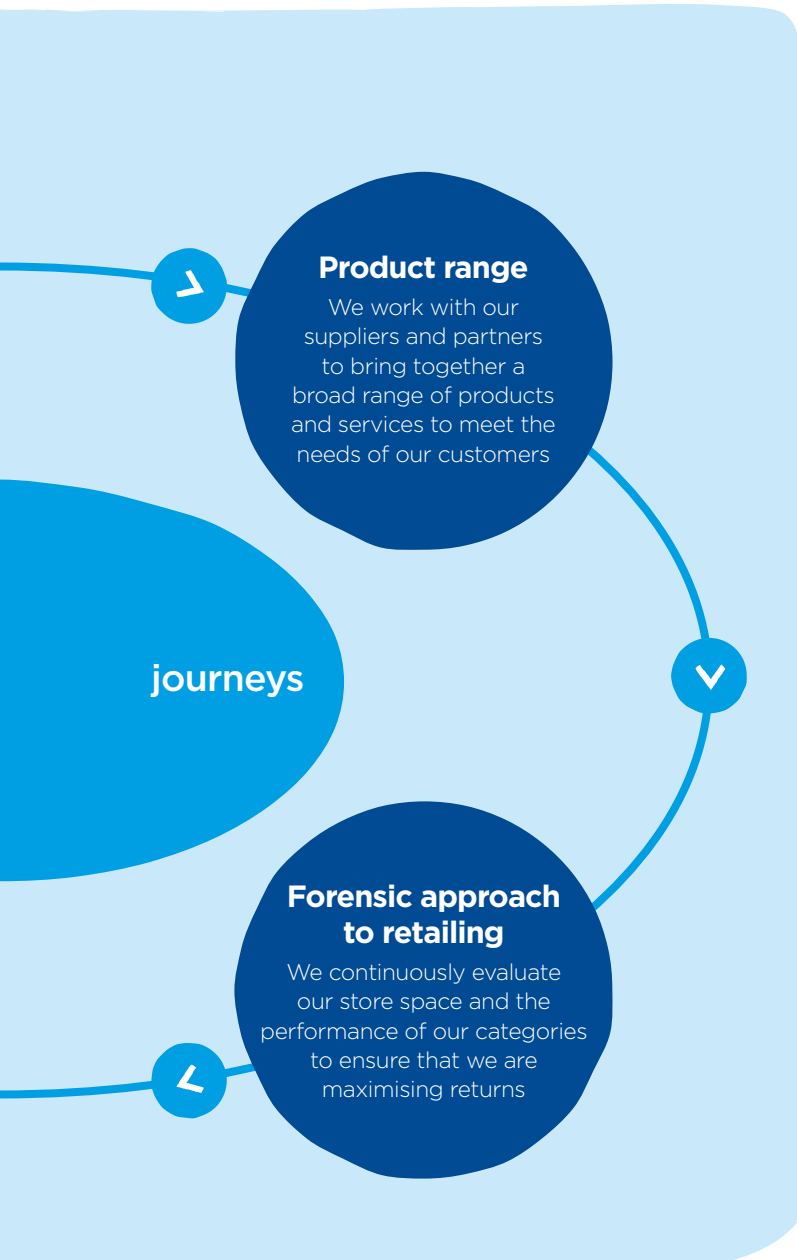 Product range
We work with our
suppliers and partners
to bring together a
broad range of products
and services to meet the
needs of our customers
journeys
Forensic approach
to retailing
We continuously evaluate
our store space and the
performance of our categories
to ensure that we are
maximising returns